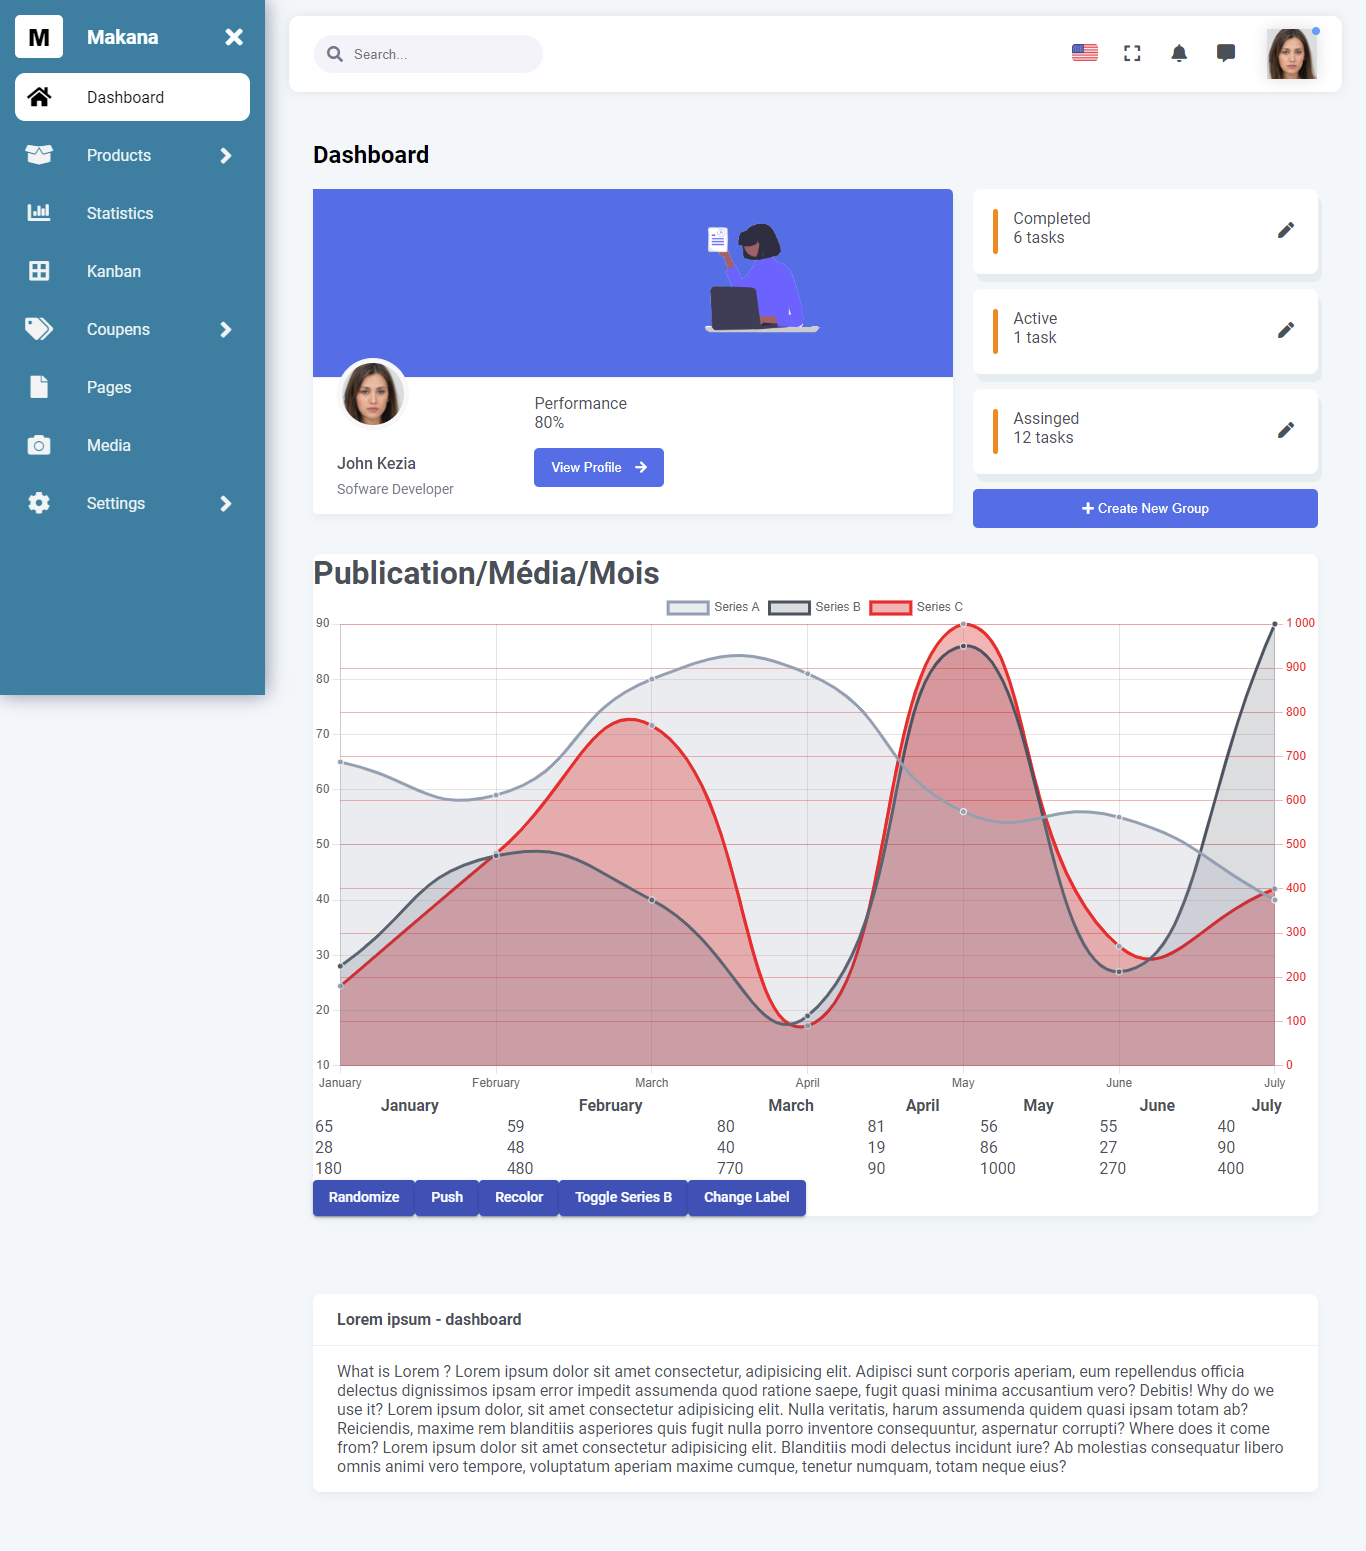 M Makana
Dashboard
Products
Statistics
Kanban
Coupens
Pages
Media
Settings
Search...
Dashboard
Performance
80%
John Kezia
View Profile
Sofware Developer
Completed
6 tasks
Active
1 task
Assinged
12 tasks
Create New Group
Publication/Média/Mois
Series A Series B Series C
90 1 000
900
80
800
70
700
60
600
50 500
40 400
300
30
200
20
100
10 0
January February March April May June July
January February March April May June July
65 59 80 81 56 55 40
28 48 40 19 86 27 90
180 480 770 90 1000 270 400
Randomize Push Recolor Toggle Series B Change Label
Lorem ipsum - dashboard
What is Lorem ? Lorem ipsum dolor sit amet consectetur, adipisicing elit. Adipisci sunt corporis aperiam, eum repellendus officia
delectus dignissimos ipsam error impedit assumenda quod ratione saepe, fugit quasi minima accusantium vero? Debitis! Why do we
use it? Lorem ipsum dolor, sit amet consectetur adipisicing elit. Nulla veritatis, harum assumenda quidem quasi ipsam totam ab?
Reiciendis, maxime rem blanditiis asperiores quis fugit nulla porro inventore consequuntur, aspernatur corrupti? Where does it come
from? Lorem ipsum dolor sit amet consectetur adipisicing elit. Blanditiis modi delectus incidunt iure? Ab molestias consequatur libero
omnis animi vero tempore, voluptatum aperiam maxime cumque, tenetur numquam, totam neque eius?